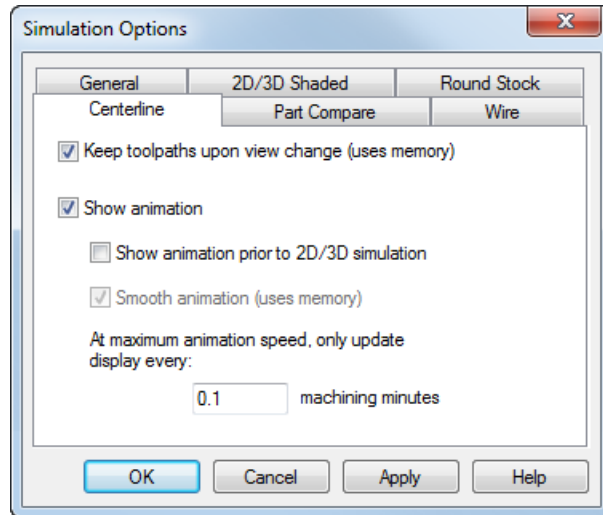 Simulation Options
General 2D/3D Shaded Round Stock
Centerline Part Compare Wire
Keep toolpaths upon view change (uses memory)
Show animation
Show animation prior to 2D/3D simulation
Smooth animation (uses memory)
At maximum animation speed, only update
display every:
0.1 machining minutes
OK Cancel Apply Help